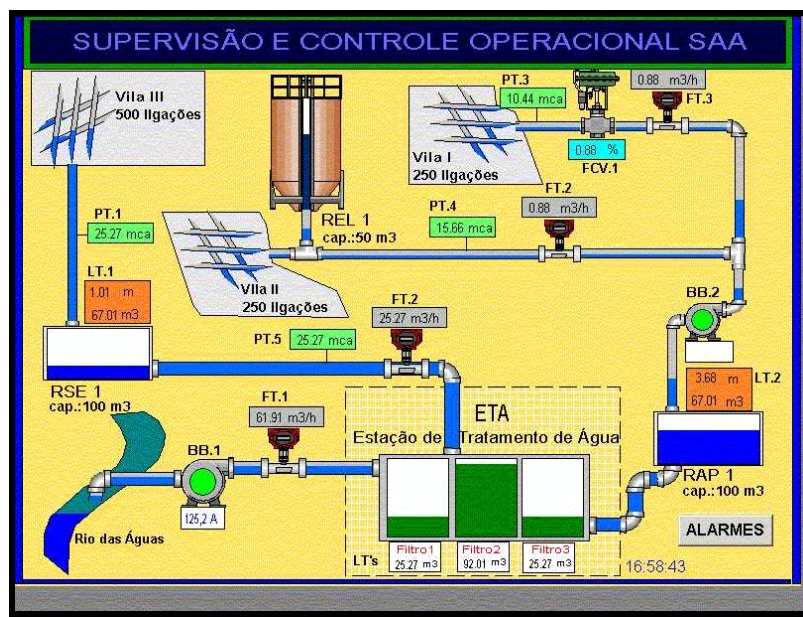 SUPERVISÃO E CONTROLE OPERACIONAL SAA
Vila III
500 lIgações
PT.3
10.44 mca
0.88 m3/h
FT.3
Vila I
250 lIgações
0.88 %
FCV.1
PT.1
25.27 mca
REL 1
cap.:50 m3
PT.4
15.66 mca
FT.2
0.88 m3/h
LT.1
1.01 m
67.01 m3
VIla II
250 lIgações
BB.2
PT.5
25.27 mca
FT.2
25.27 m3/h
RSE 1
cap.:100 m3
LT.2
3.68 m
67.01 m3
FT.1
61.91 m3/h
ETA
Estação de Tratamento de Água
BB.1
125,2 A
RAP 1
cap.:100 m3
Rio das Águas
ALARMES
LT's
Filtro1
25.27 m3
Filtro2
92.01 m3
Filtro3
25.27 m3
16:58:43